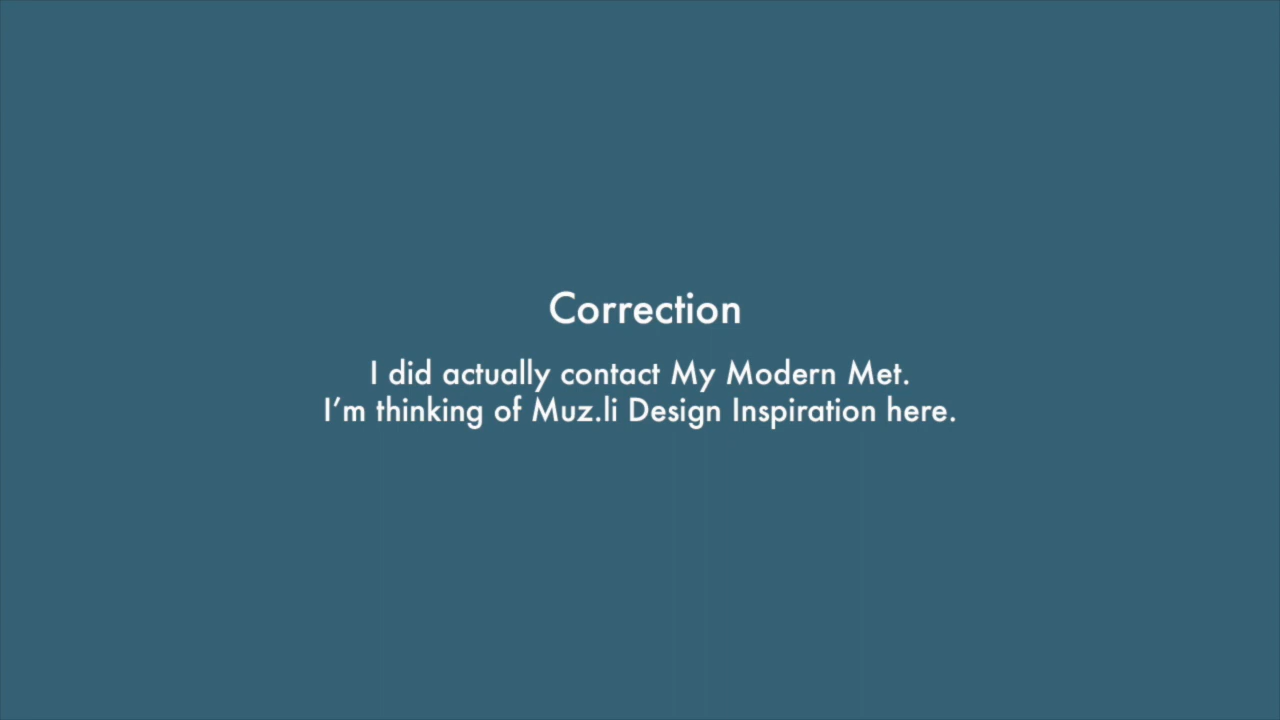 Correction
I did actually contact My Modern Met.
I’m thinking of Muz.li Design Inspiration here.